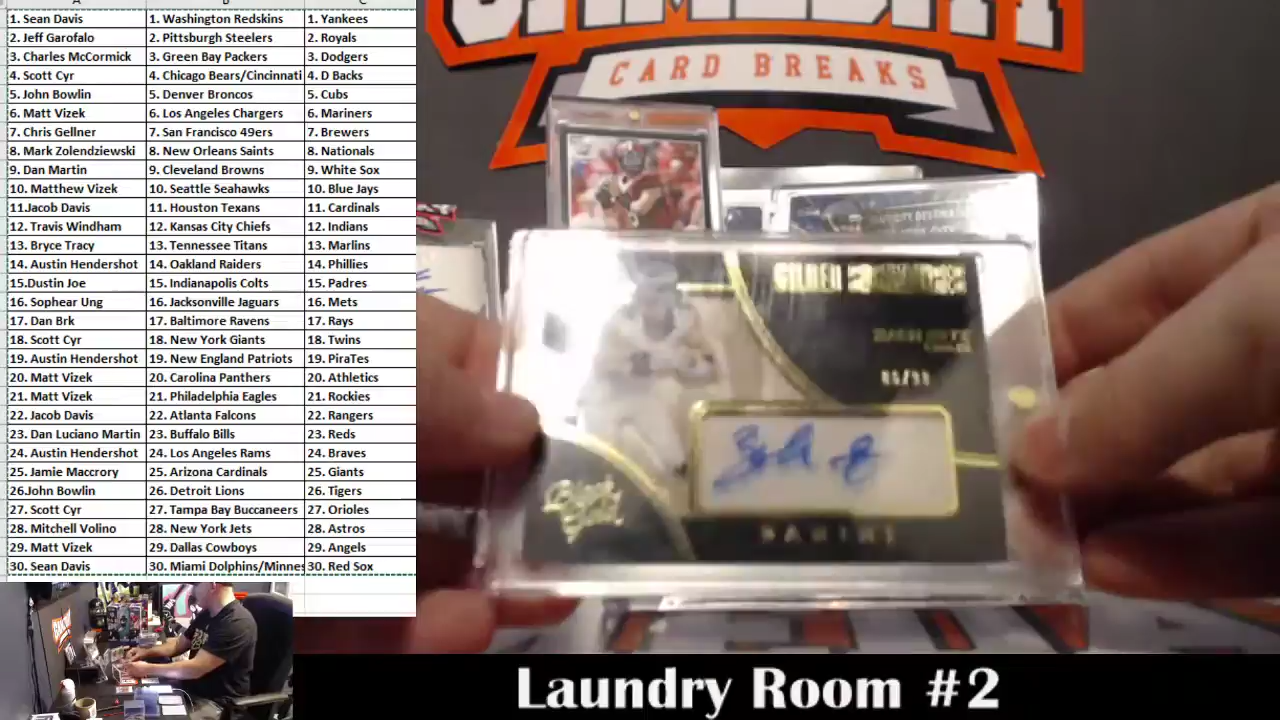 A B C
1. Sean Davis 1. Washington Redskins 1. Yankees
2. Jeff Garofalo 2. Pittsburgh Steelers 2. Royals
3. Charles McCormick 3. Green Bay Packers 3. Dodgers
4. Scott Cyr 4. Chicago Bears/Cincinnati 4. D Backs
5. John Bowlin 5. Denver Broncos 5. Cubs
6. Matt Vizek 6. Los Angeles Chargers 6. Mariners
7. Chris Gellner 7. San Francisco 49ers 7. Brewers
8. Mark Zolendziewski 8. New Orleans Saints 8. Nationals
9. Dan Martin 9. Cleveland Browns 9. White Sox
10. Matthew Vizek 10. Seattle Seahawks 10. Blue Jays
11.Jacob Davis 11. Houston Texans 11. Cardinals
12. Travis Windham 12. Kansas City Chiefs 12. Indians
13. Bryce Tracy 13. Tennessee Titans 13. Marlins
14. Austin Hendershot 14. Oakland Raiders 14. Phillies
15.Dustin Joe 15. Indianapolis Colts 15. Padres
16. Sophear Ung 16. Jacksonville Jaguars 16. Mets
17. Dan Brk 17. Baltimore Ravens 17. Rays
18. Scott Cyr 18. New York Giants 18. Twins
19. Austin Hendershot 19. New England Patriots 19. PiraTes
20. Matt Vizek 20. Carolina Panthers 20. Athletics
21. Matt Vizek 21. Philadelphia Eagles 21. Rockies
22. Jacob Davis 22. Atlanta Falcons 22. Rangers
23. Dan Luciano Martin 23. Buffalo Bills 23. Reds
24. Austin Hendershot 24. Los Angeles Rams 24. Braves
25. Jamie Maccrory 25. Arizona Cardinals 25. Giants
26.John Bowlin 26. Detroit Lions 26. Tigers
27. Scott Cyr 27. Tampa Bay Buccaneers 27. Orioles
28. Mitchell Volino 28. New York Jets 28. Astros
29. Matt Vizek 29. Dallas Cowboys 29. Angels
30. Sean Davis 30. Miami Dolphins/Minnes 30. Red Sox
CARD BREAKS
PANINI
Laundry Room #2